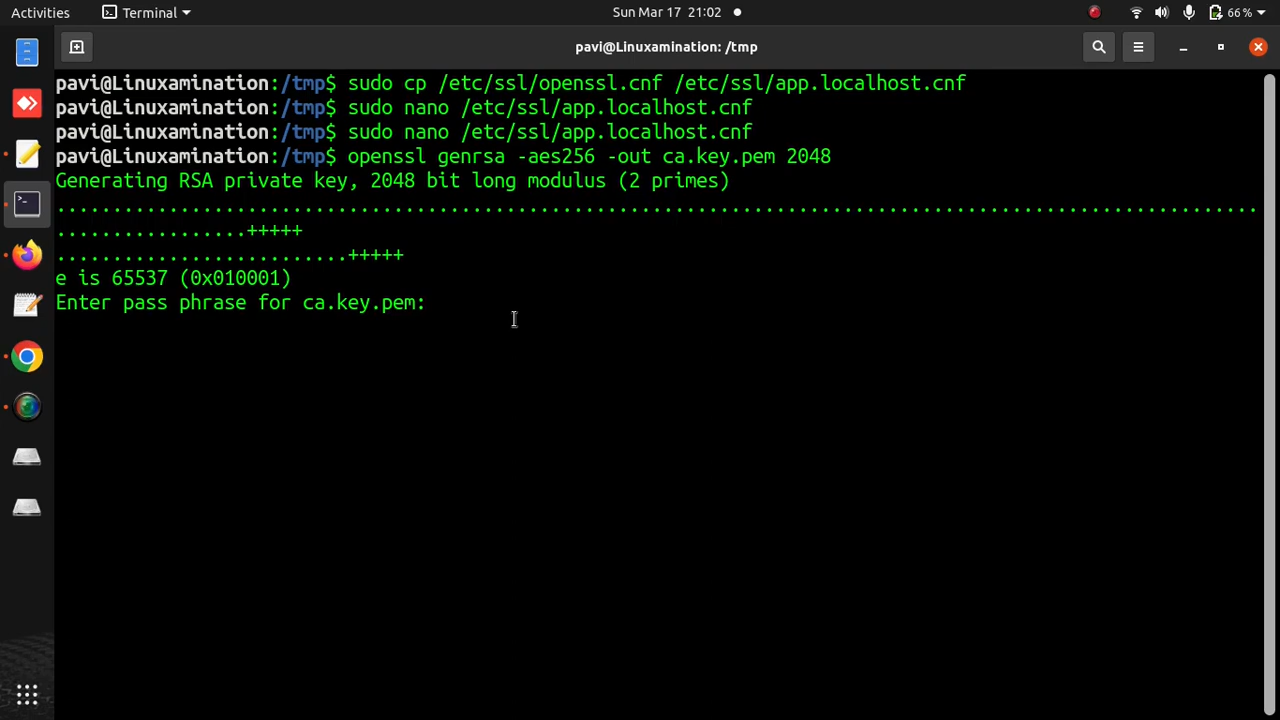 Activities
Terminal
Sun Mar 17 21:02
66%
pavi@Linuxamination: /tmp
pavi@Linuxamination:/tmp$ sudo cp /etc/ssl/openssl.cnf /etc/ssl/app.localhost.cnf
pavi@Linuxamination:/tmp$ sudo nano /etc/ssl/app.localhost.cnf
pavi@Linuxamination:/tmp$ sudo nano /etc/ssl/app.localhost.cnf
pavi@Linuxamination:/tmp$ openssl genrsa -aes256 -out ca.key.pem 2048
Generating RSA private key, 2048 bit long modulus (2 primes)
...........................................................................................................
.................+++++
..........................+++++
e is 65537 (0x010001)
Enter pass phrase for ca.key.pem: